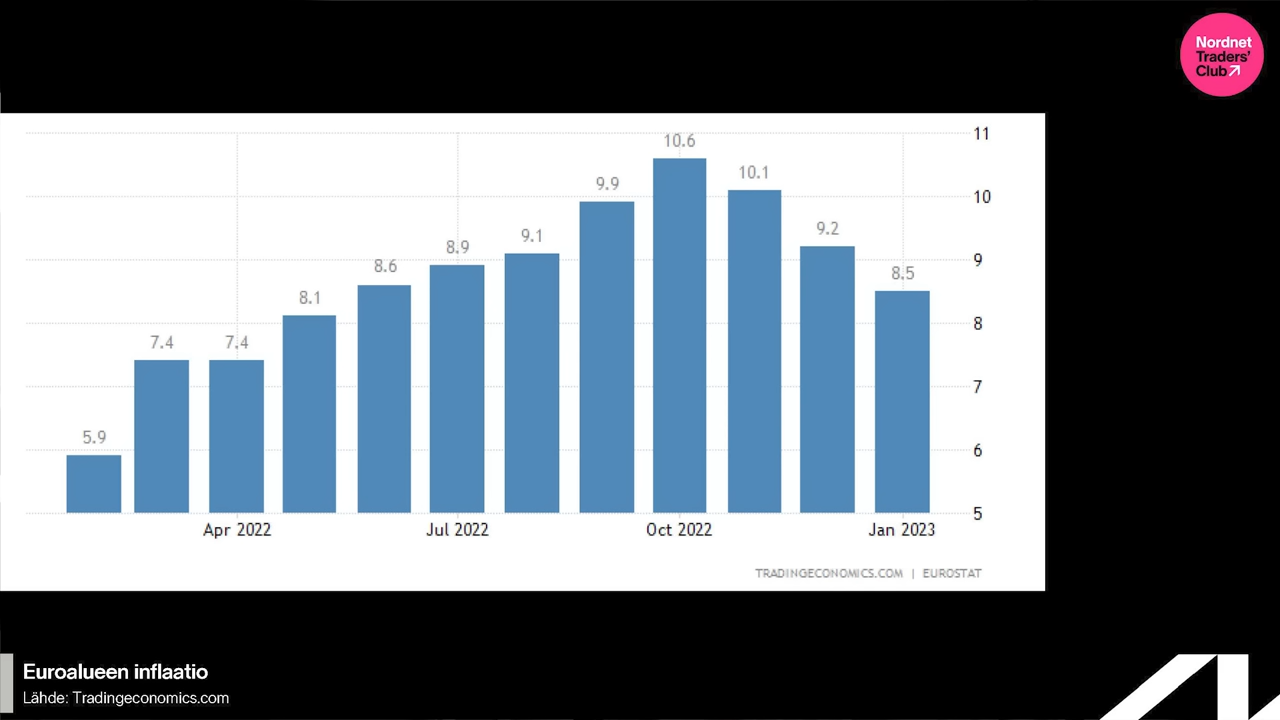 Nordnet
Traders'
Club
11
10.6
10.1
10
9.9
9.2
9.1
9
8.9
8.6
8.5
8.1
8
7.4
7.4
7
6
5.9
5
Apr 2022
Jul 2022
Oct 2022
Jan 2023
TRADINGECONOMICS.COM | EUROSTAT
Euroalueen inflaatio
Lähde: Tradingeconomics.com